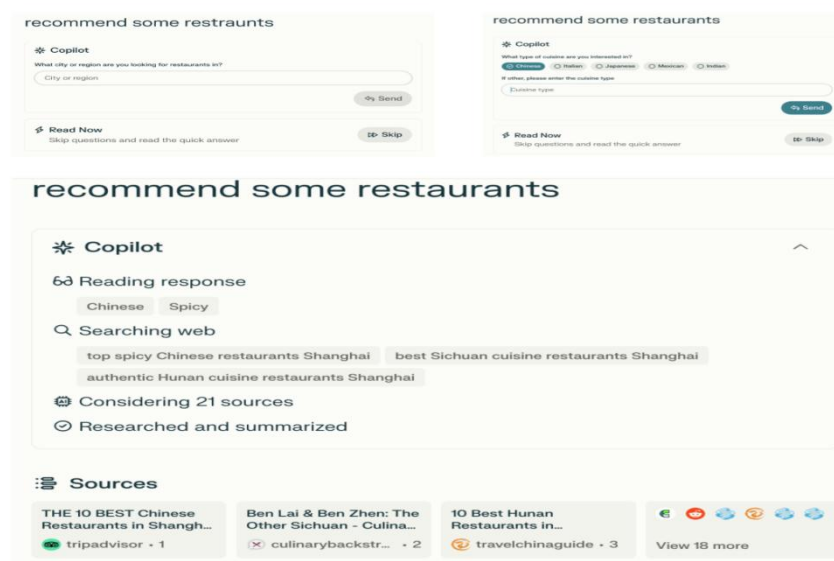 recommend some restraunts
Copilot
What city or region are you looking for restaurants in?
City or region
Send
Read Now
Skip questions and read the quick answer
Skip
recommend some restaurants
Copilot
What type of cuisine are you interested in?
Chinese Italian Japanese Mexican Indian
If other, please enter the cuisine type
Cuisine type
Send
Read Now
Skip questions and read the quick answer
Skip
recommend some restaurants
Copilot
Reading response
Chinese Spicy
Searching web
top spicy Chinese restaurants Shanghai best Sichuan cuisine restaurants Shanghai
authentic Hunan cuisine restaurants Shanghai
Considering 21 sources
Researched and summarized
Sources
THE 10 BEST Chinese
Restaurants in Shangh...
tripadvisor • 1
Ben Lai & Ben Zhen: The
Other Sichuan - Culina...
culinarybackstr... • 2
10 Best Hunan
Restaurants in...
travelchinaguide • 3
View 18 more